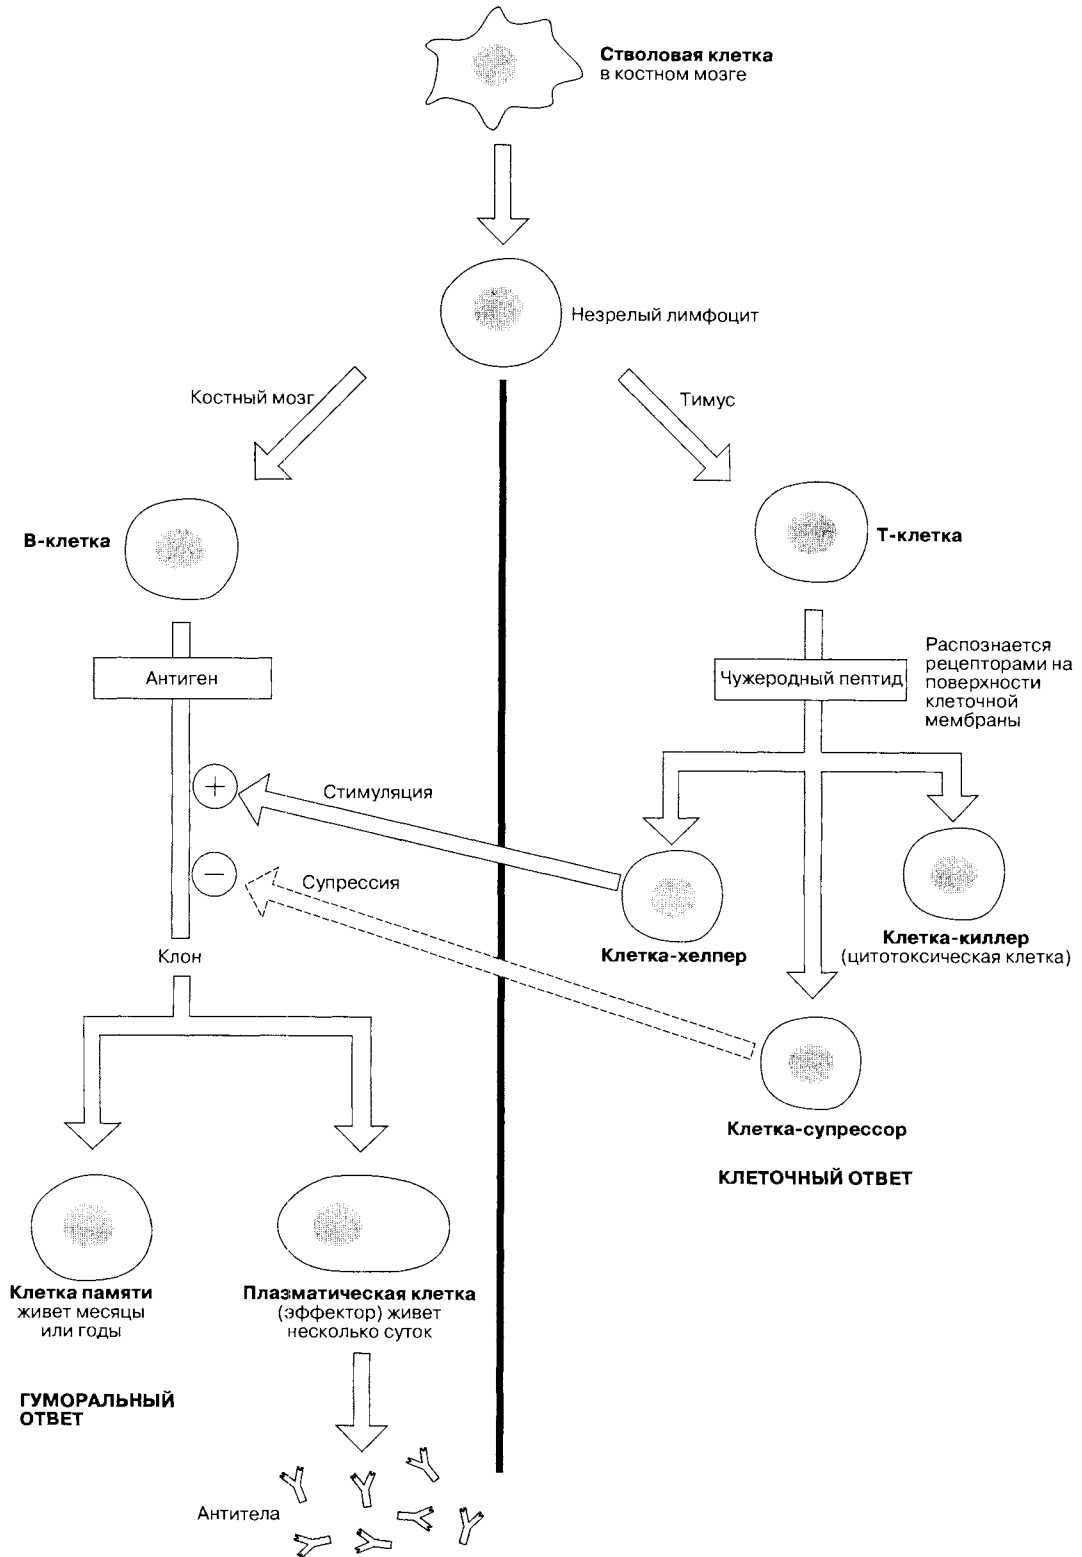 Стволовая клетка
в костном мозге
Незрелый лимфоцит
Костный мозг
Тимус
В-клетка
Т-клетка
Антиген
Чужеродный пептид
Распознается
рецепторами на
поверхности
клеточной
мембраны
+
Стимуляция
−
Супрессия
Клетка-хелпер
Клетка-киллер
(цитотоксическая клетка)
Клон
Клетка-супрессор
КЛЕТОЧНЫЙ ОТВЕТ
Клетка памяти
живет месяцы
или годы
Плазматическая клетка
(эффектор) живет
несколько суток
ГУМОРАЛЬНЫЙ
ОТВЕТ
Антитела